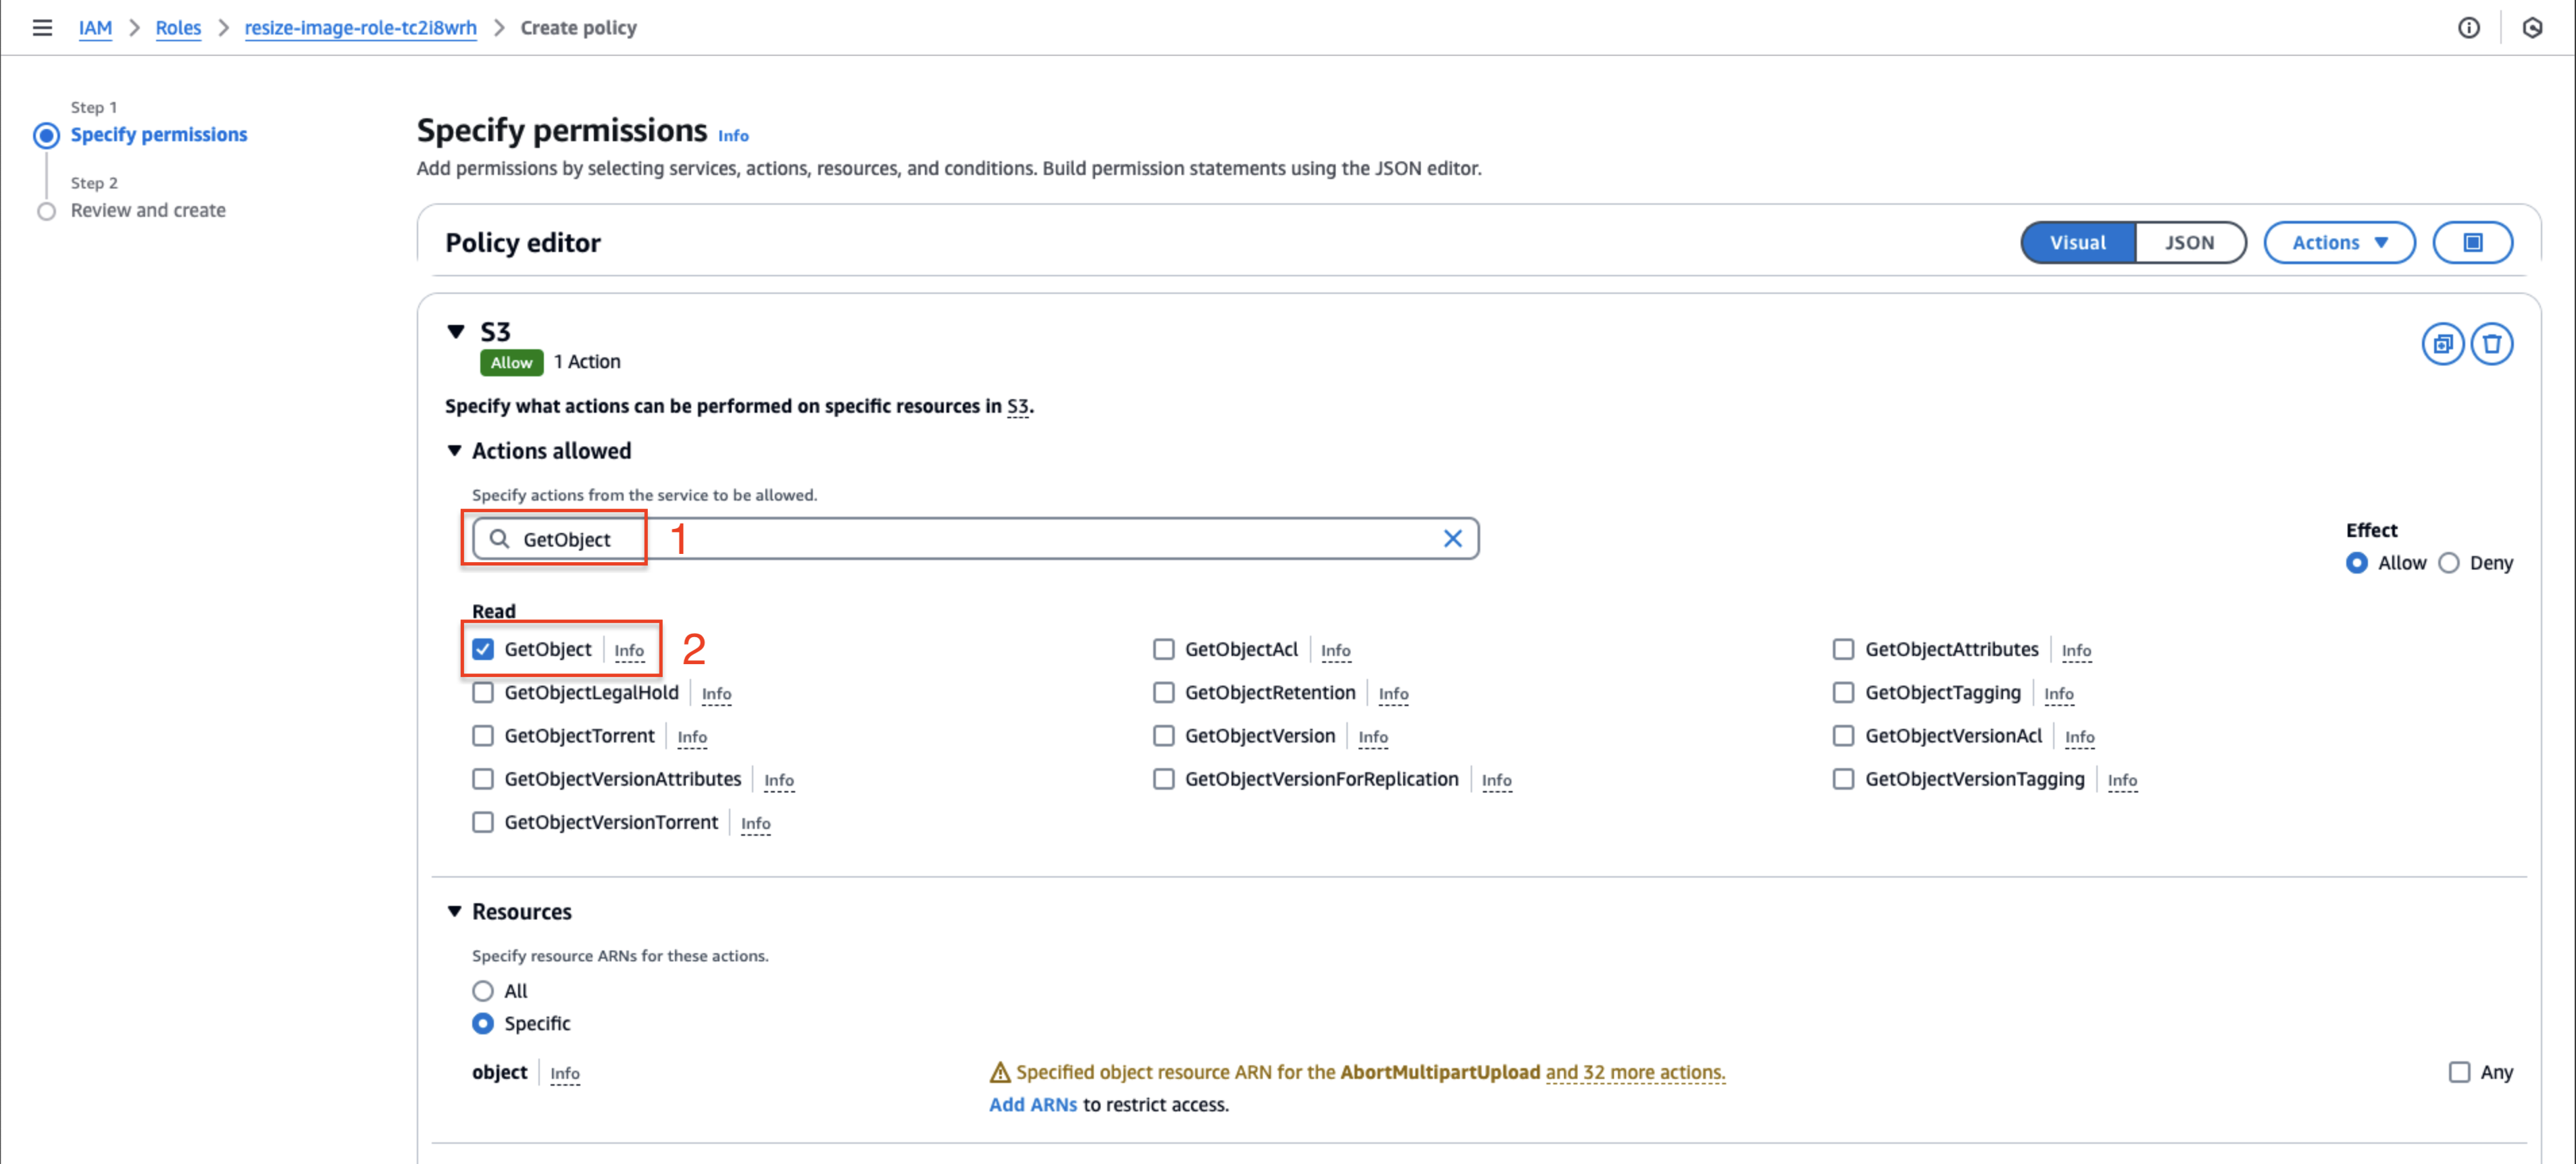 IAM > Roles > resize-image-role-tc2i8wrh > Create policy
Step 1
Specify permissions
Step 2
Review and create
Specify permissions Info
Add permissions by selecting services, actions, resources, and conditions. Build permission statements using the JSON editor.
Policy editor
Visual JSON Actions
S3
Allow 1 Action
Specify what actions can be performed on specific resources in S3.
Actions allowed
Specify actions from the service to be allowed.
GetObject 1
Effect
Allow Deny
Read
GetObject Info 2 GetObjectAcl Info GetObjectAttributes Info
GetObjectLegalHold Info GetObjectRetention Info GetObjectTagging Info
GetObjectTorrent Info GetObjectVersion Info GetObjectVersionAcl Info
GetObjectVersionAttributes Info GetObjectVersionForReplication Info GetObjectVersionTagging Info
GetObjectVersionTorrent Info
Resources
Specify resource ARNs for these actions.
All
Specific
object Info Specified object resource ARN for the AbortMultipartUpload and 32 more actions. Any
Add ARNs to restrict access.